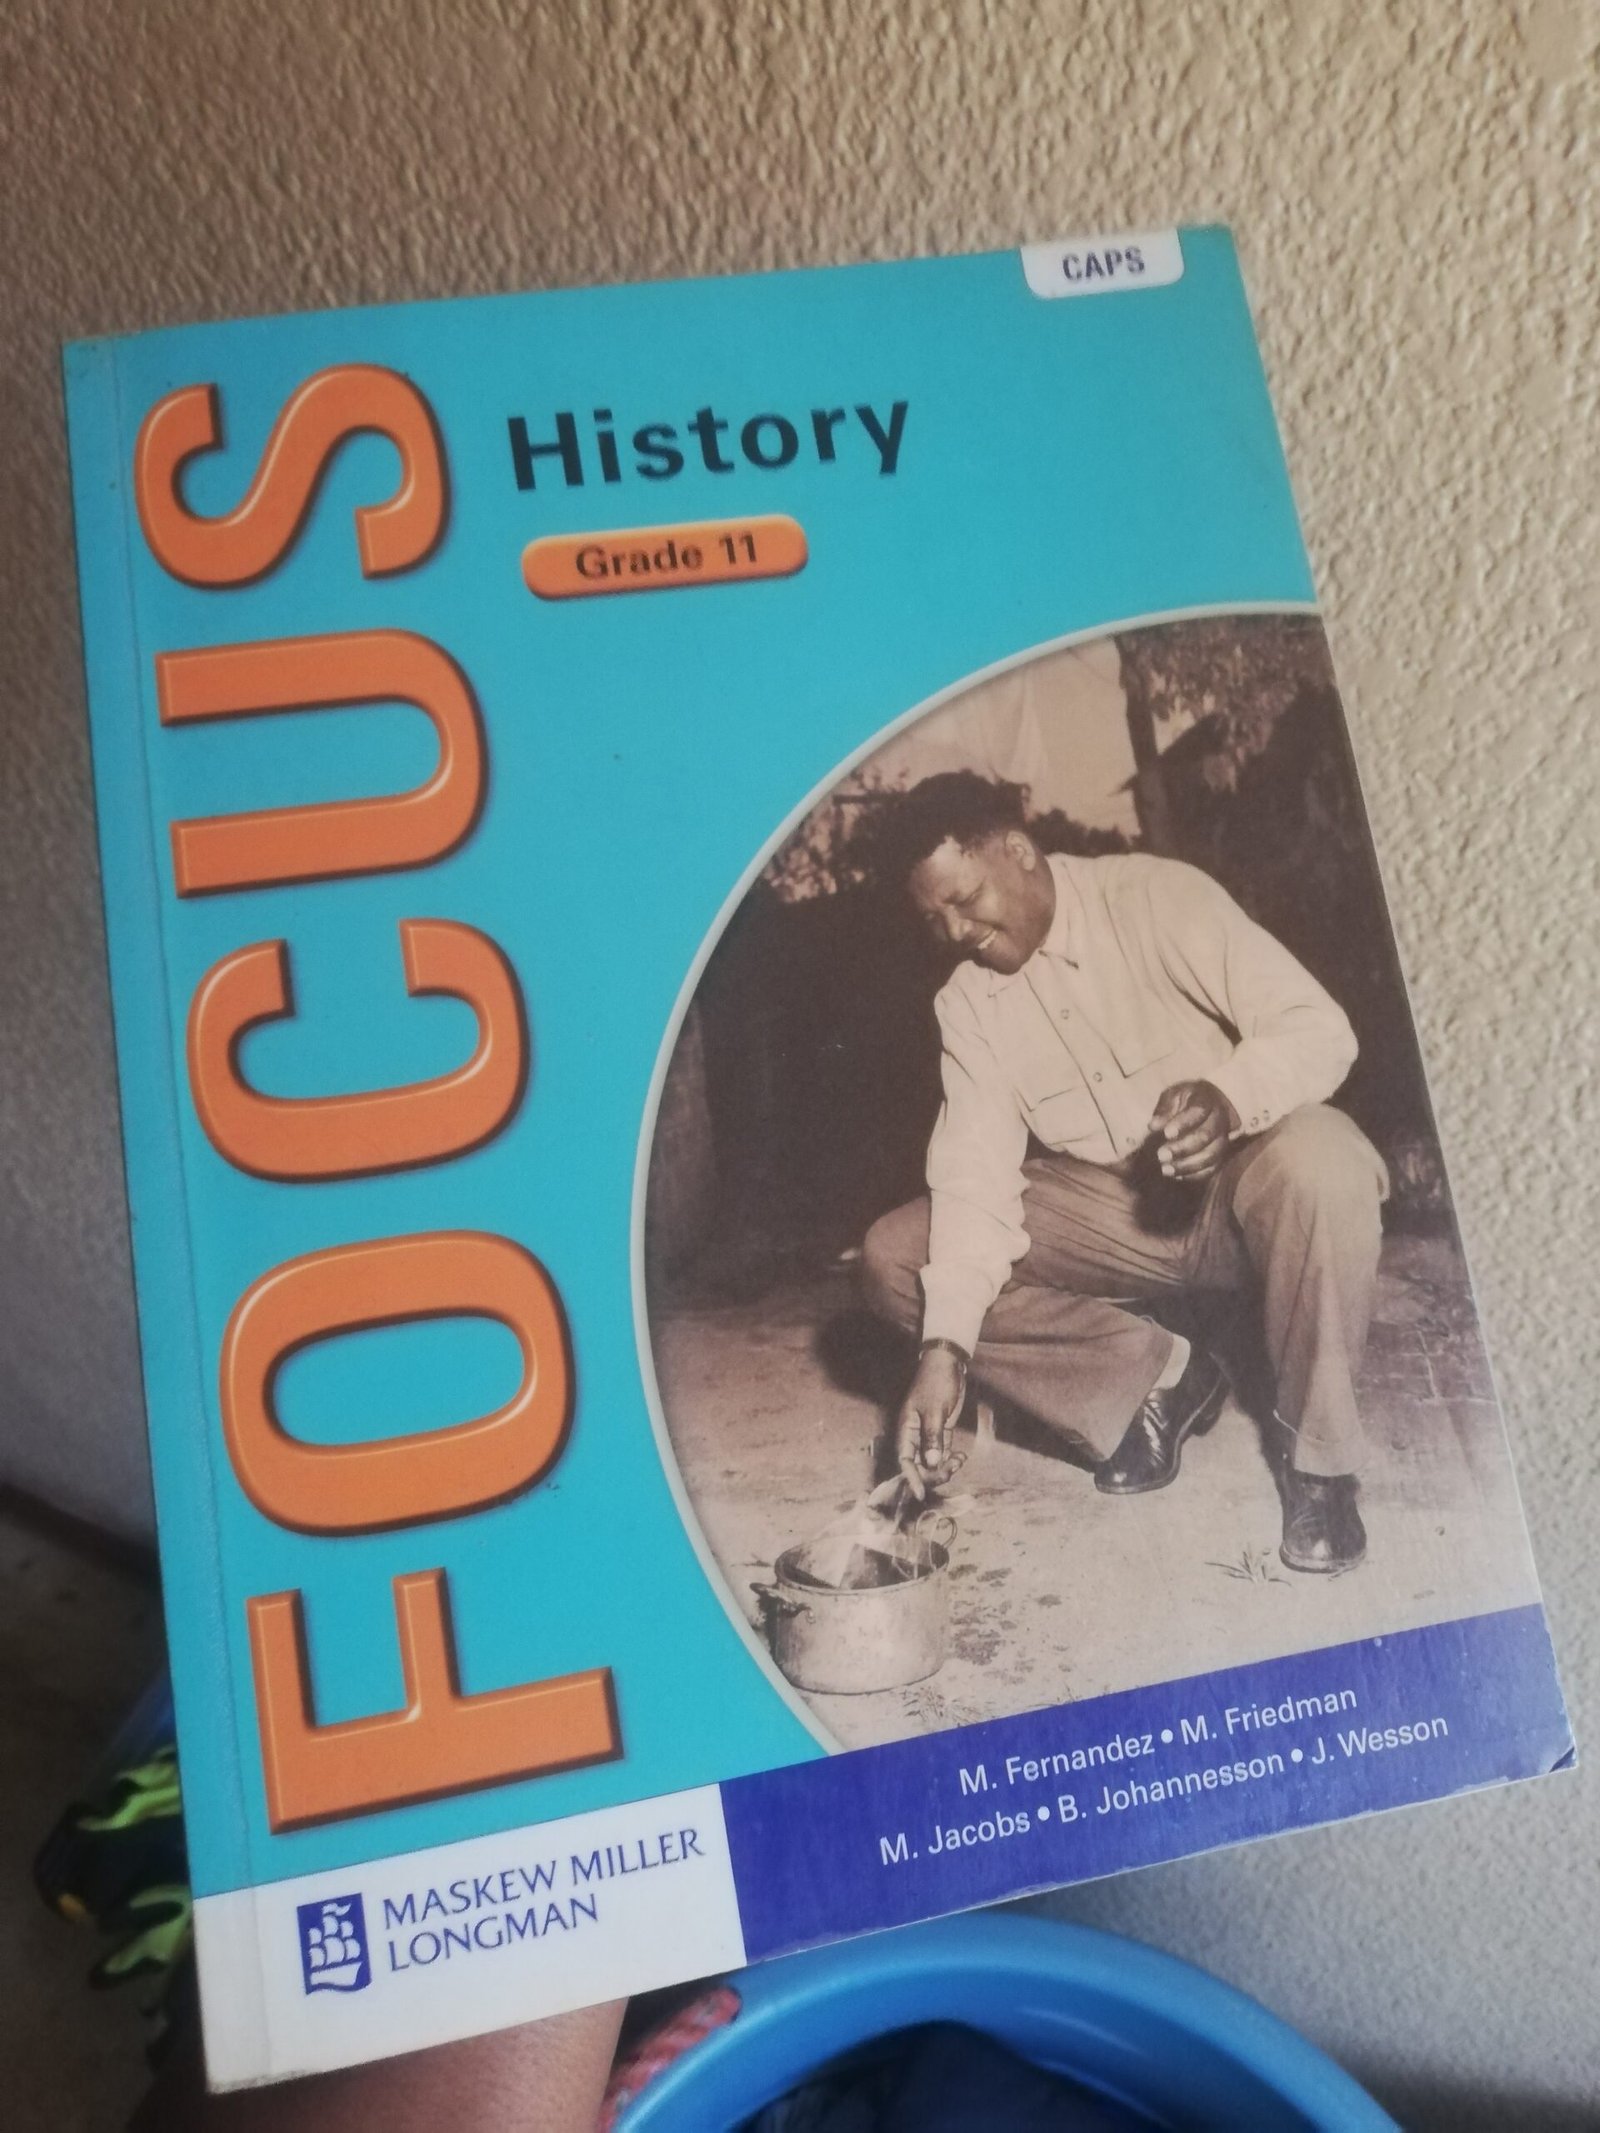 CAPS
FOCUS
History
Grade 11
M. Fernandez • M. Friedman
M. Jacobs • B. Johannesson • J. Wesson
MASKEW MILLER
LONGMAN